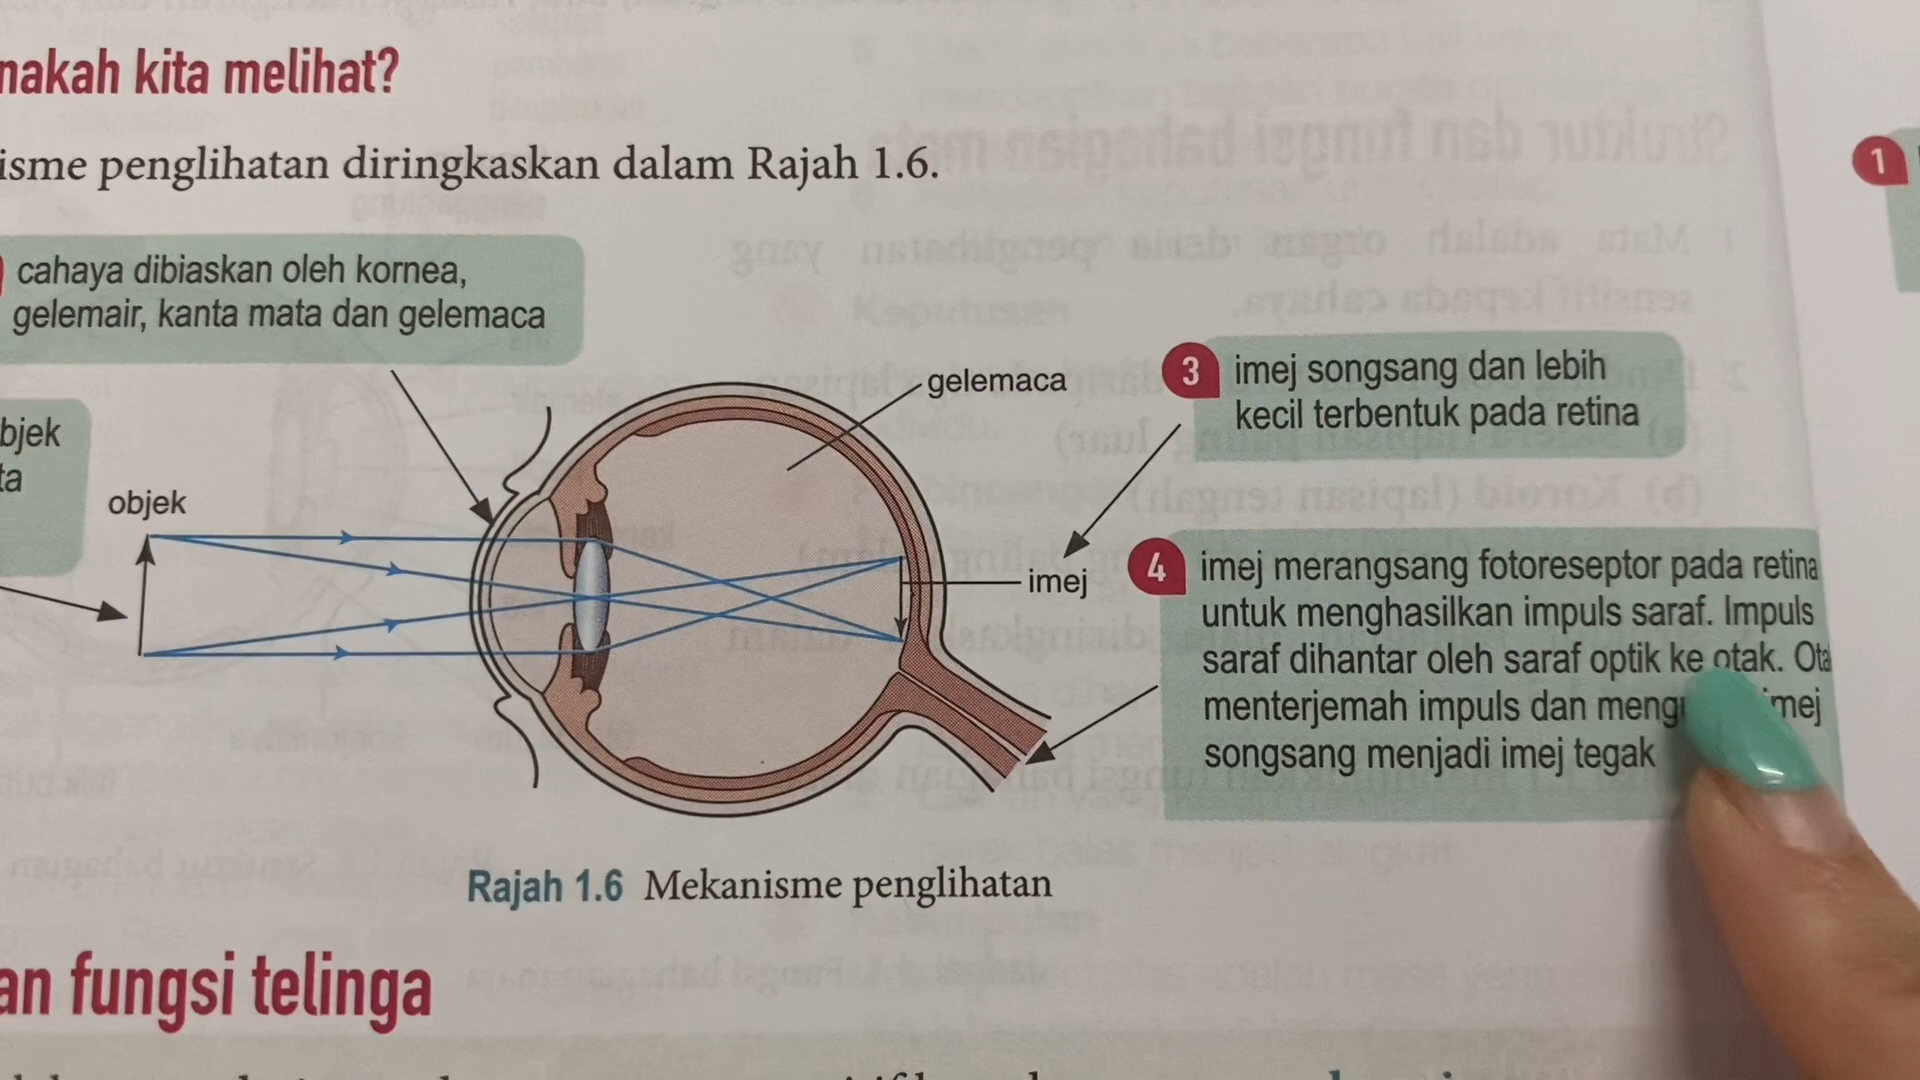 nakah kita melihat?
isme penglihatan diringkaskan dalam Rajah 1.6.
1
cahaya dibiaskan oleh kornea,
gelemair, kanta mata dan gelemaca
bjek
ta
objek
gelemaca
3 imej songsang dan lebih
kecil terbentuk pada retina
imej
4 imej merangsang fotoreseptor pada retina
untuk menghasilkan impuls saraf. Impuls
saraf dihantar oleh saraf optik ke otak. Ota
menterjemah impuls dan meng imej
songsang menjadi imej tegak
Rajah 1.6 Mekanisme penglihatan
an fungsi telinga